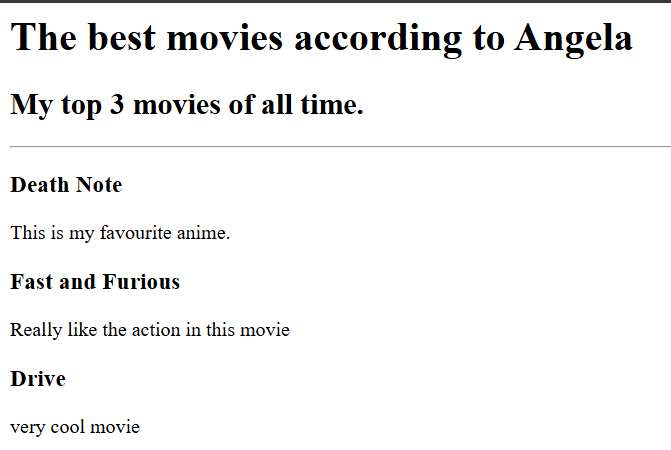 The best movies according to Angela
My top 3 movies of all time.
Death Note
This is my favourite anime.
Fast and Furious
Really like the action in this movie
Drive
very cool movie